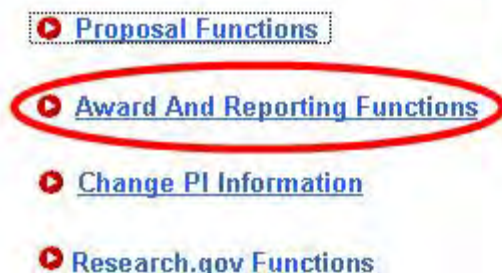 Proposal Functions
Award And Reporting Functions
Change PI Information
Research.gov Functions